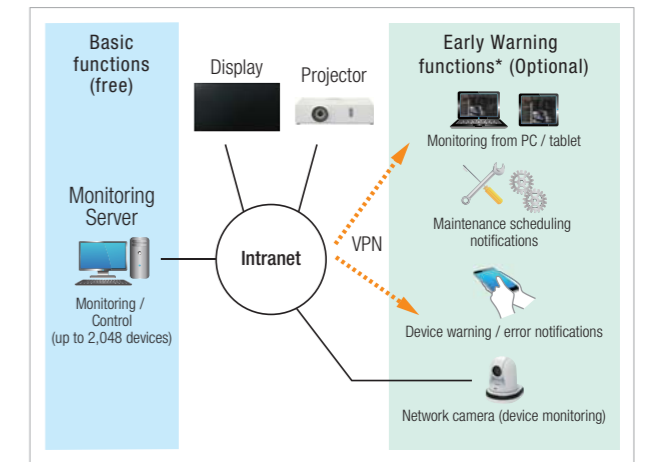 Basic
functions
(free)
Display
Projector
Early Warning
functions* (Optional)
Monitoring from PC / tablet
Maintenance scheduling
notifications
Monitoring
Server
Intranet
VPN
Monitoring /
Control
(up to 2,048 devices)
Device warning / error notifications
Network camera (device monitoring)